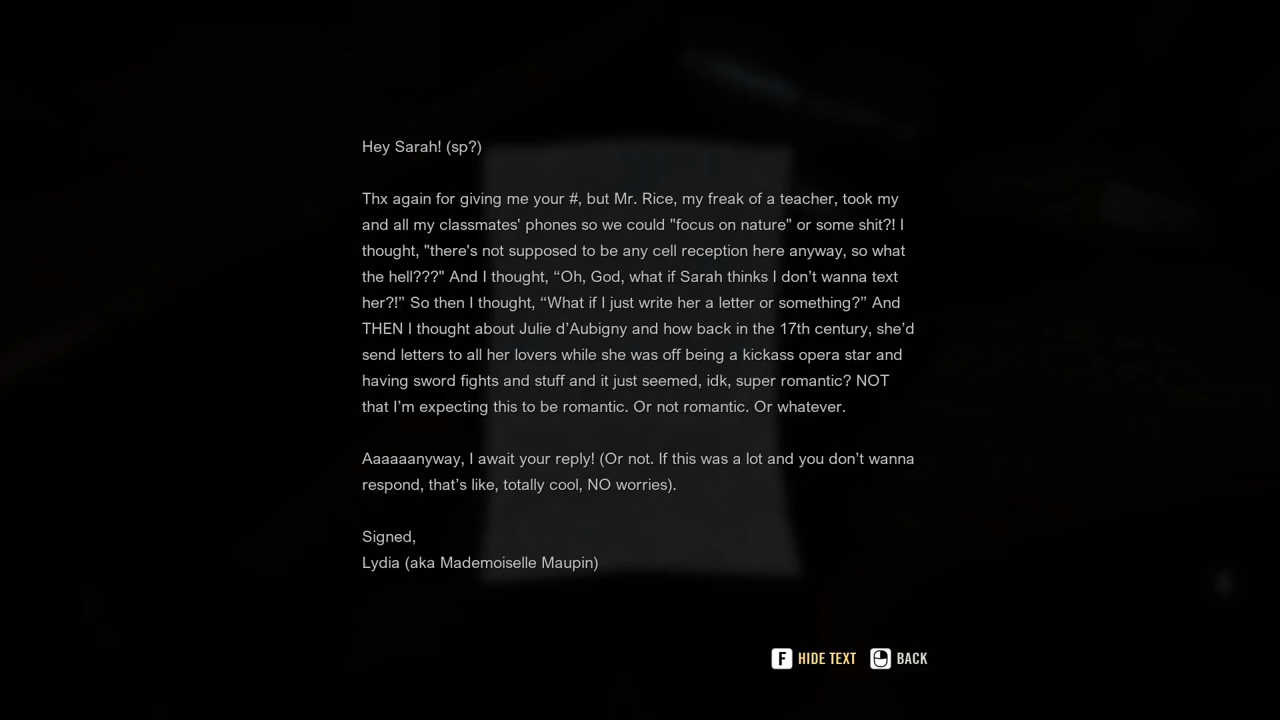 Hey Sarah! (sp?)
Thx again for giving me your #, but Mr. Rice, my freak of a teacher, took my
and all my classmates' phones so we could "focus on nature" or some shit?! I
thought, "there's not supposed to be any cell reception here anyway, so what
the hell???" And I thought, “Oh, God, what if Sarah thinks I don’t wanna text
her?!” So then I thought, “What if I just write her a letter or something?” And
THEN I thought about Julie d’Aubigny and how back in the 17th century, she’d
send letters to all her lovers while she was off being a kickass opera star and
having sword fights and stuff and it just seemed, idk, super romantic? NOT
that I’m expecting this to be romantic. Or not romantic. Or whatever.
Aaaaaanyway, I await your reply! (Or not. If this was a lot and you don’t wanna
respond, that’s like, totally cool, NO worries).
Signed,
Lydia (aka Mademoiselle Maupin)
F HIDE TEXT BACK